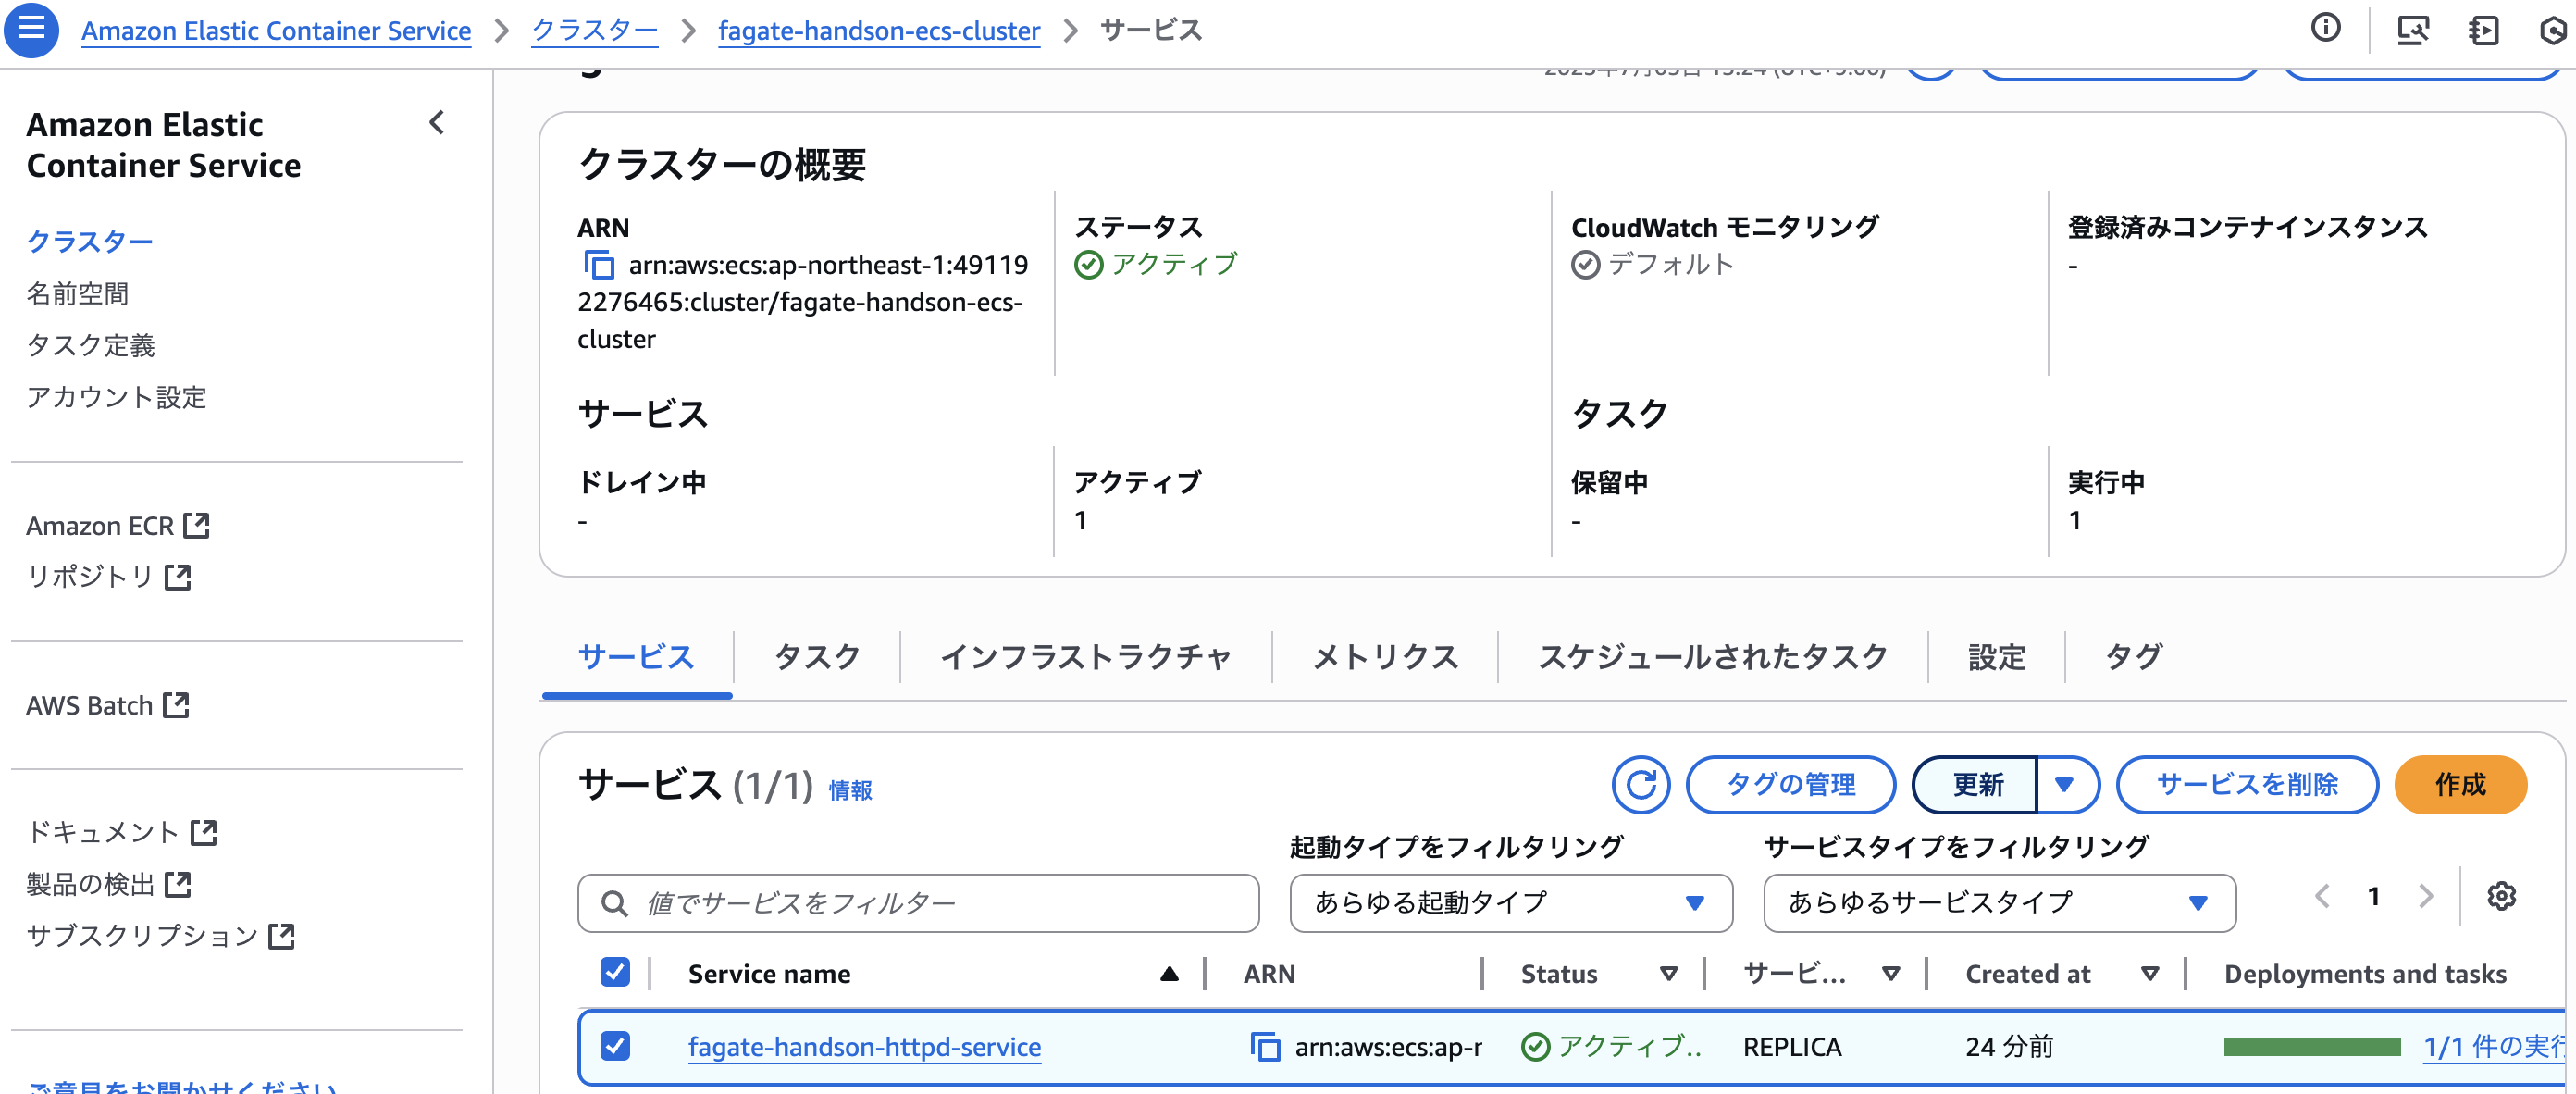 Amazon Elastic Container Service > クラスター > fagate-handson-ecs-cluster > サービス
Amazon Elastic
Container Service
クラスター
名前空間
タスク定義
アカウント設定
Amazon ECR
リポジトリ
AWS Batch
ドキュメント
製品の検出
サブスクリプション
ご意見をお聞かせください
クラスターの概要
ARN
arn:aws:ecs:ap-northeast-1:49119
2276465:cluster/fagate-handson-ecs-
cluster
ステータス
アクティブ
CloudWatch モニタリング
デフォルト
登録済みコンテナインスタンス
-
サービス
タスク
ドレイン中
-
アクティブ
1
保留中
-
実行中
1
サービス タスク インフラストラクチャ メトリクス スケジュールされたタスク 設定 タグ
サービス (1/1) 情報
タグの管理 更新 サービスを削除 作成
起動タイプをフィルタリング サービスタイプをフィルタリング
値でサービスをフィルター あらゆる起動タイプ あらゆるサービスタイプ 1
Service name ARN Status サービ... Created at Deployments and tasks
fagate-handson-httpd-service arn:aws:ecs:ap-r アクティブ.. REPLICA 24 分前 1/1 件の実行